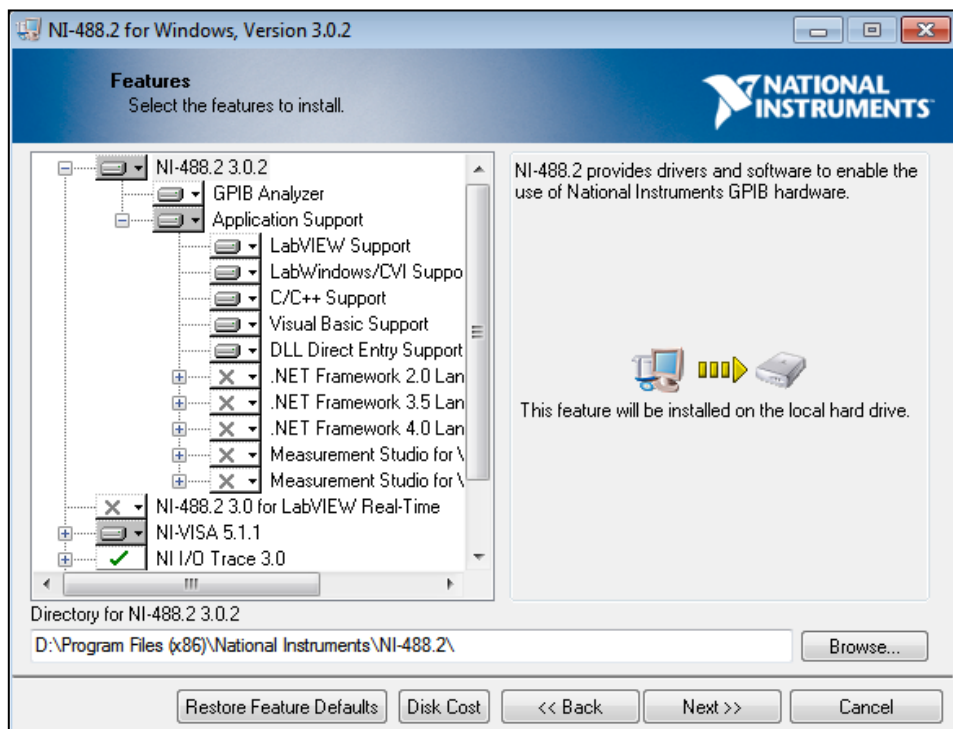 NI-488.2 for Windows, Version 3.0.2
Features
Select the features to install.
NATIONAL
INSTRUMENTS
NI-488.2 3.0.2
GPIB Analyzer
Application Support
LabVIEW Support
LabWindows/CVI Suppo
C/C++ Support
Visual Basic Support
DLL Direct Entry Support
.NET Framework 2.0 Lan
.NET Framework 3.5 Lan
.NET Framework 4.0 Lan
Measurement Studio for \
Measurement Studio for \
NI-488.2 3.0 for LabVIEW Real-Time
NI-VISA 5.1.1
NI I/O Trace 3.0
NI-488.2 provides drivers and software to enable the
use of National Instruments GPIB hardware.
This feature will be installed on the local hard drive.
Directory for NI-488.2 3.0.2
D:\Program Files (x86)\National Instruments\NI-488.2\
Browse...
Restore Feature Defaults
Disk Cost
<< Back
Next >>
Cancel